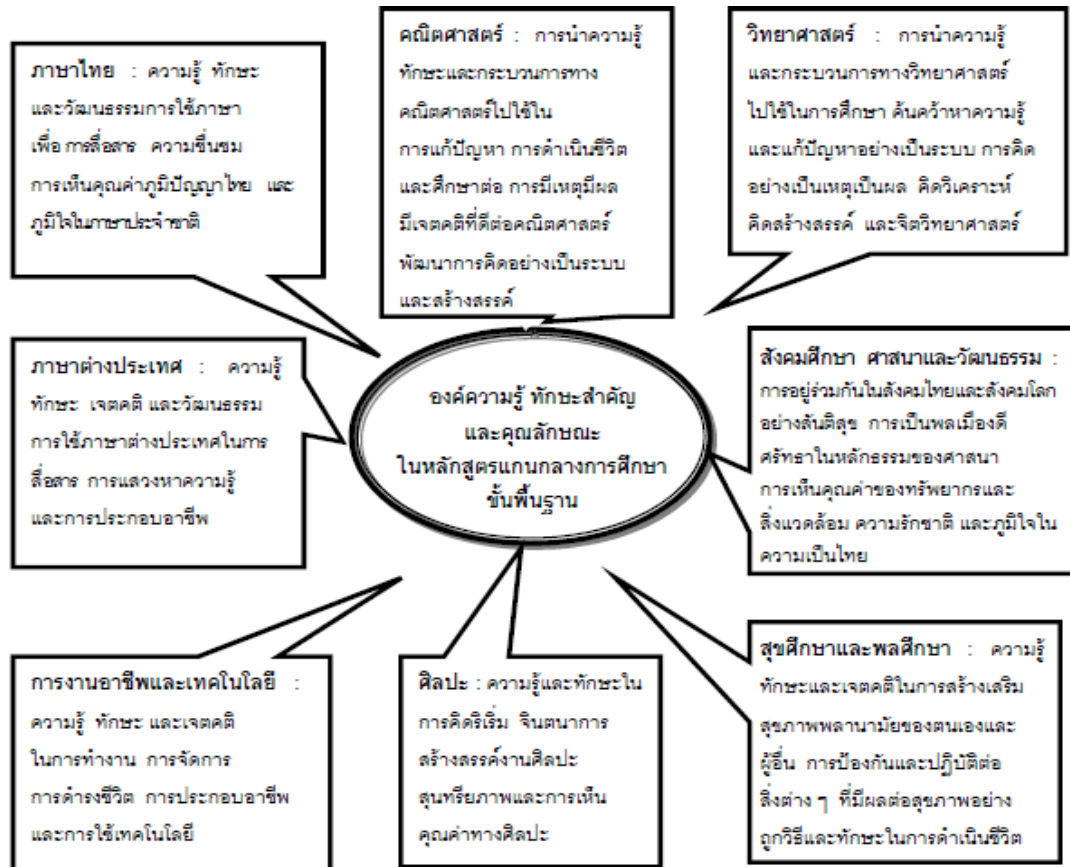 ภาษาไทย : ความรู้ ทักษะ
และวัฒนธรรมการใช้ภาษา
เพื่อ การสื่อสาร ความชื่นชม
การเห็นคุณค่าภูมิปัญญาไทย และ
ภูมิใจในภาษาประจำชาติ
คณิตศาสตร์ : การนำความรู้
ทักษะและกระบวนการทาง
คณิตศาสตร์ไปใช้ใน
การแก้ปัญหา การดำเนินชีวิต
และศึกษาต่อ การมีเหตุมีผล
มีเจตคติที่ดีต่อคณิตศาสตร์
พัฒนาการคิดอย่างเป็นระบบ
และสร้างสรรค์
วิทยาศาสตร์ : การนำความรู้
และกระบวนการทางวิทยาศาสตร์
ไปใช้ในการศึกษา ค้นคว้าหาความรู้
และแก้ปัญหาอย่างเป็นระบบ การคิด
อย่างเป็นเหตุเป็นผล คิดวิเคราะห์
คิดสร้างสรรค์ และจิตวิทยาศาสตร์
ภาษาต่างประเทศ : ความรู้
ทักษะ เจตคติ และวัฒนธรรม
การใช้ภาษาต่างประเทศในการ
สื่อสาร การแสวงหาความรู้
และการประกอบอาชีพ
องค์ความรู้ ทักษะสำคัญ
และคุณลักษณะ
ในหลักสูตรแกนกลางการศึกษา
ขั้นพื้นฐาน
สังคมศึกษา ศาสนาและวัฒนธรรม :
การอยู่ร่วมกันในสังคมไทยและสังคมโลก
อย่างสันติสุข การเป็นพลเมืองดี
ศรัทธาในหลักธรรมของศาสนา
การเห็นคุณค่าของทรัพยากรและ
สิ่งแวดล้อม ความรักชาติ และภูมิใจใน
ความเป็นไทย
การงานอาชีพและเทคโนโลยี :
ความรู้ ทักษะ และเจตคติ
ในการทำงาน การจัดการ
การดำรงชีวิต การประกอบอาชีพ
และการใช้เทคโนโลยี
ศิลปะ : ความรู้และทักษะใน
การคิดริเริ่ม จินตนาการ
สร้างสรรค์งานศิลปะ
สุนทรียภาพและการเห็น
คุณค่าทางศิลปะ
สุขศึกษาและพลศึกษา : ความรู้
ทักษะและเจตคติในการสร้างเสริม
สุขภาพพลานามัยของตนเองและ
ผู้อื่น การป้องกันและปฏิบัติต่อ
สิ่งต่าง ๆ ที่มีผลต่อสุขภาพอย่าง
ถูกวิธีและทักษะในการดำเนินชีวิต